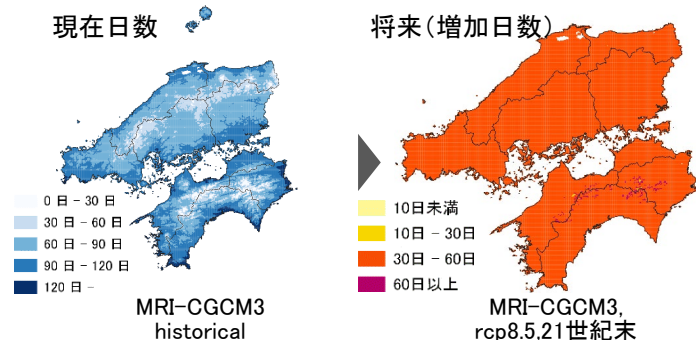 現在日数
0 日 - 30 日
30 日 - 60 日
60 日 - 90 日
90 日 - 120 日
120 日 -
MRI-CGCM3
historical
将来(増加日数)
10日未満
10日 - 30日
30日 - 60日
60日以上
MRI-CGCM3,
rcp8.5,21世紀末